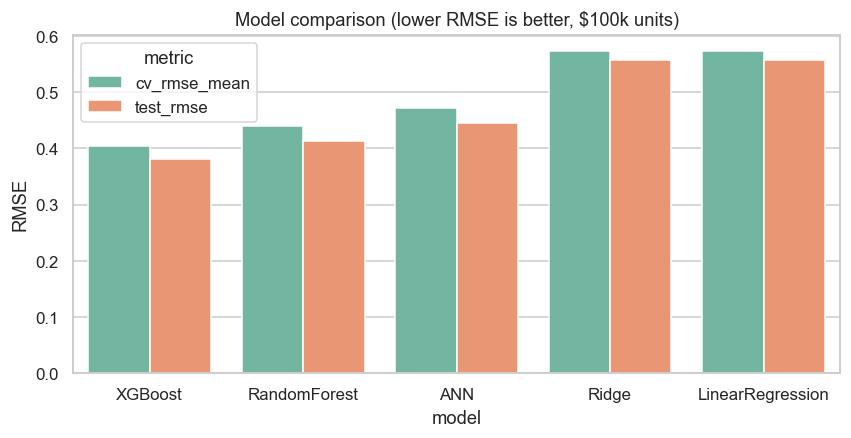 Model comparison (lower RMSE is better, $100k units)
metric
cv_rmse_mean
test_rmse
RMSE
0.6
0.5
0.4
0.3
0.2
0.1
0.0
XGBoost RandomForest ANN Ridge LinearRegression
model